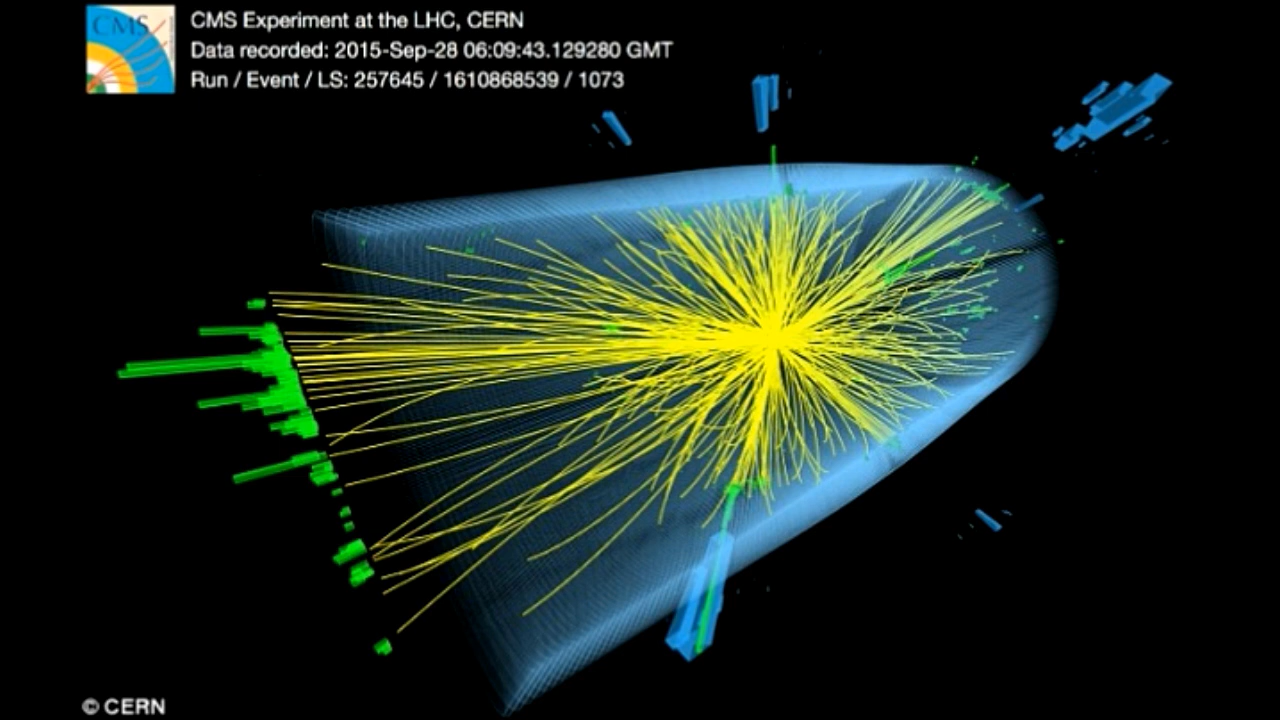 CMS
CMS Experiment at the LHC, CERN
Data recorded: 2015-Sep-28 06:09:43.129280 GMT
Run / Event / LS: 257645 / 1610868539 / 1073
© CERN